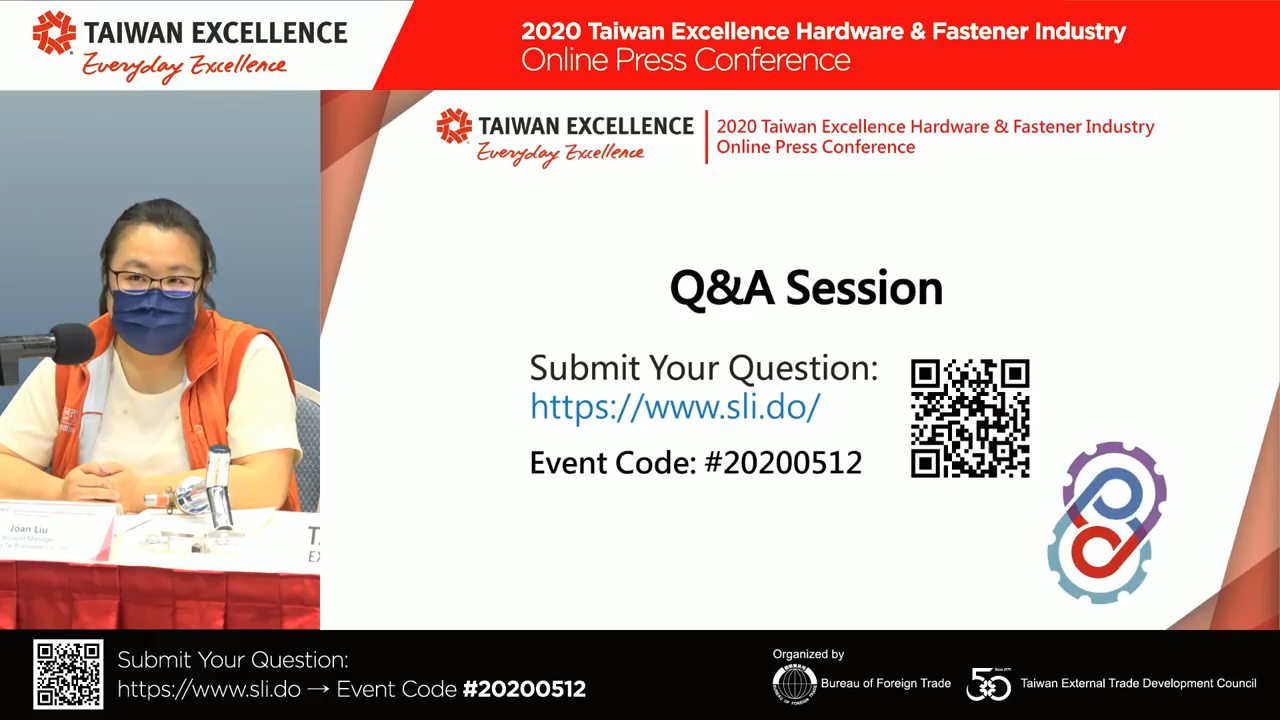 TAIWAN EXCELLENCE
Everyday Excellence
2020 Taiwan Excellence Hardware & Fastener Industry
Online Press Conference
TAIWAN EXCELLENCE
Everyday Excellence
2020 Taiwan Excellence Hardware & Fastener Industry
Online Press Conference
Q&A Session
Submit Your Question:
https://www.sli.do/
Event Code: #20200512
Joan Liu
Account Manager
Submit Your Question:
https://www.sli.do → Event Code #20200512
Organized by
Bureau of Foreign Trade
50
Taiwan External Trade Development Council